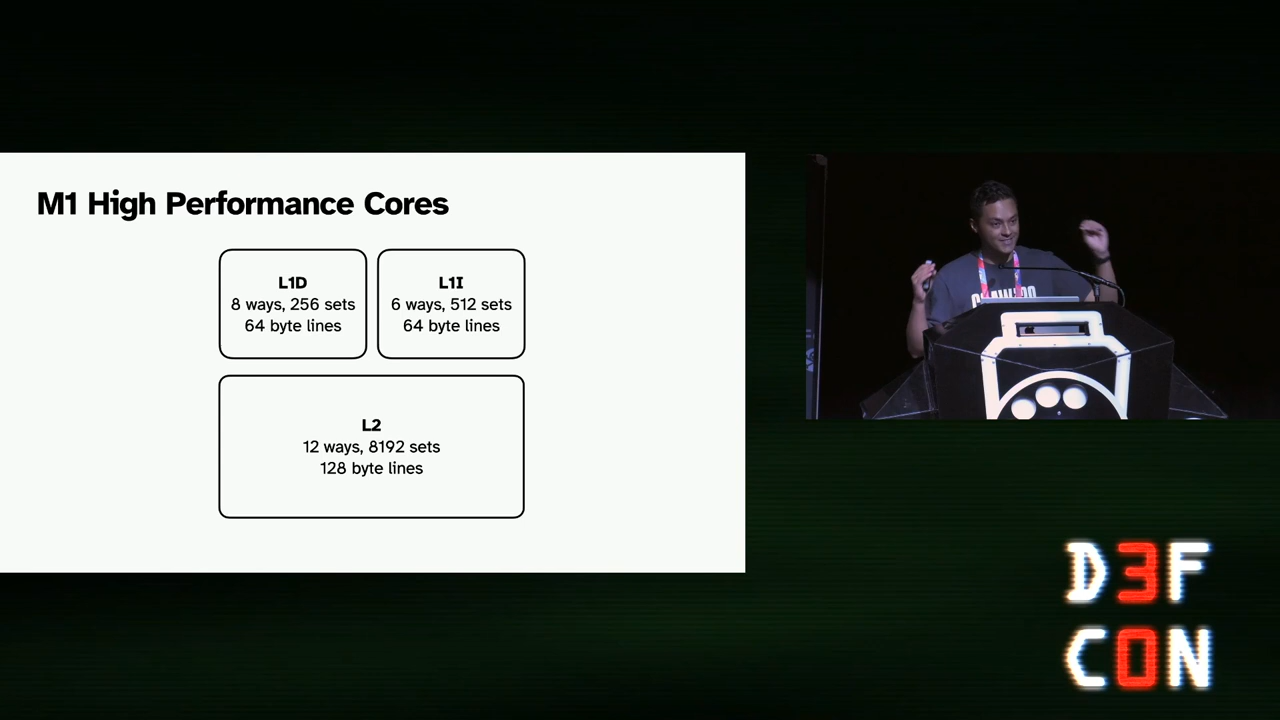 M1 High Performance Cores
L1D
8 ways, 256 sets
64 byte lines
L1I
6 ways, 512 sets
64 byte lines
L2
12 ways, 8192 sets
128 byte lines
D3F
C0N